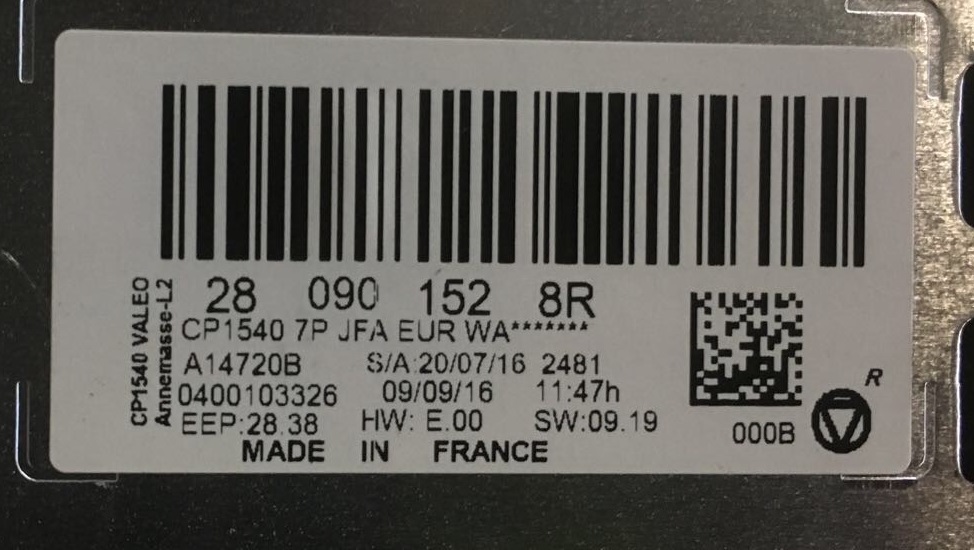 CP1540 VALEO
Annemasse-L2
28 090 152 8R
CP1540 7P JFA EUR WA*******
A14720B S/A:20/07/16 2481
0400103326 09/09/16 11:47h
EEP:28.38 HW: E.00 SW:09.19
MADE IN FRANCE
000B
R